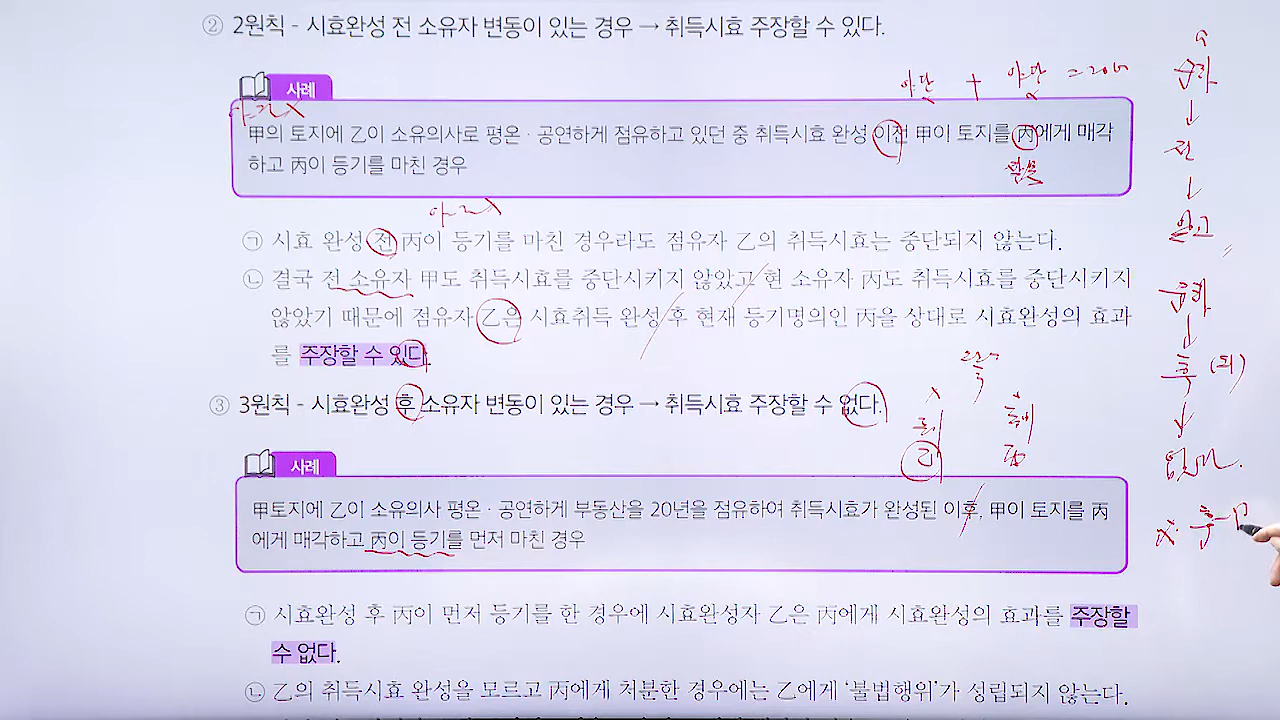 ② 2원칙 - 시효완성 전 소유자 변동이 있는 경우 → 취득시효 주장할 수 있다.
사례
甲의 토지에 乙이 소유의사로 평온·공연하게 점유하고 있던 중 취득시효 완성 이전 甲이 토지를 丙에게 매각
하고 丙이 등기를 마친 경우
㉠ 시효 완성 전 丙이 등기를 마친 경우라도 점유자 乙의 취득시효는 중단되지 않는다.
㉡ 결국 전 소유자 甲도 취득시효를 중단시키지 않았고 현 소유자 丙도 취득시효를 중단시키지
않았기 때문에 점유자 乙은 시효취득 완성 후 현재 등기명의인 丙을 상대로 시효완성의 효과
를 주장할 수 있다.
③ 3원칙 - 시효완성 후 소유자 변동이 있는 경우 → 취득시효 주장할 수 없다.
사례
甲토지에 乙이 소유의사 평온·공연하게 부동산을 20년을 점유하여 취득시효가 완성된 이후, 甲이 토지를 丙
에게 매각하고 丙이 등기를 먼저 마친 경우
㉠ 시효완성 후 丙이 먼저 등기를 한 경우에 시효완성자 乙은 丙에게 시효완성의 효과를 주장할
수 없다.
㉡ 乙의 취득시효 완성을 모르고 丙에게 처분한 경우에는 乙에게 '불법행위'가 성립되지 않는다.